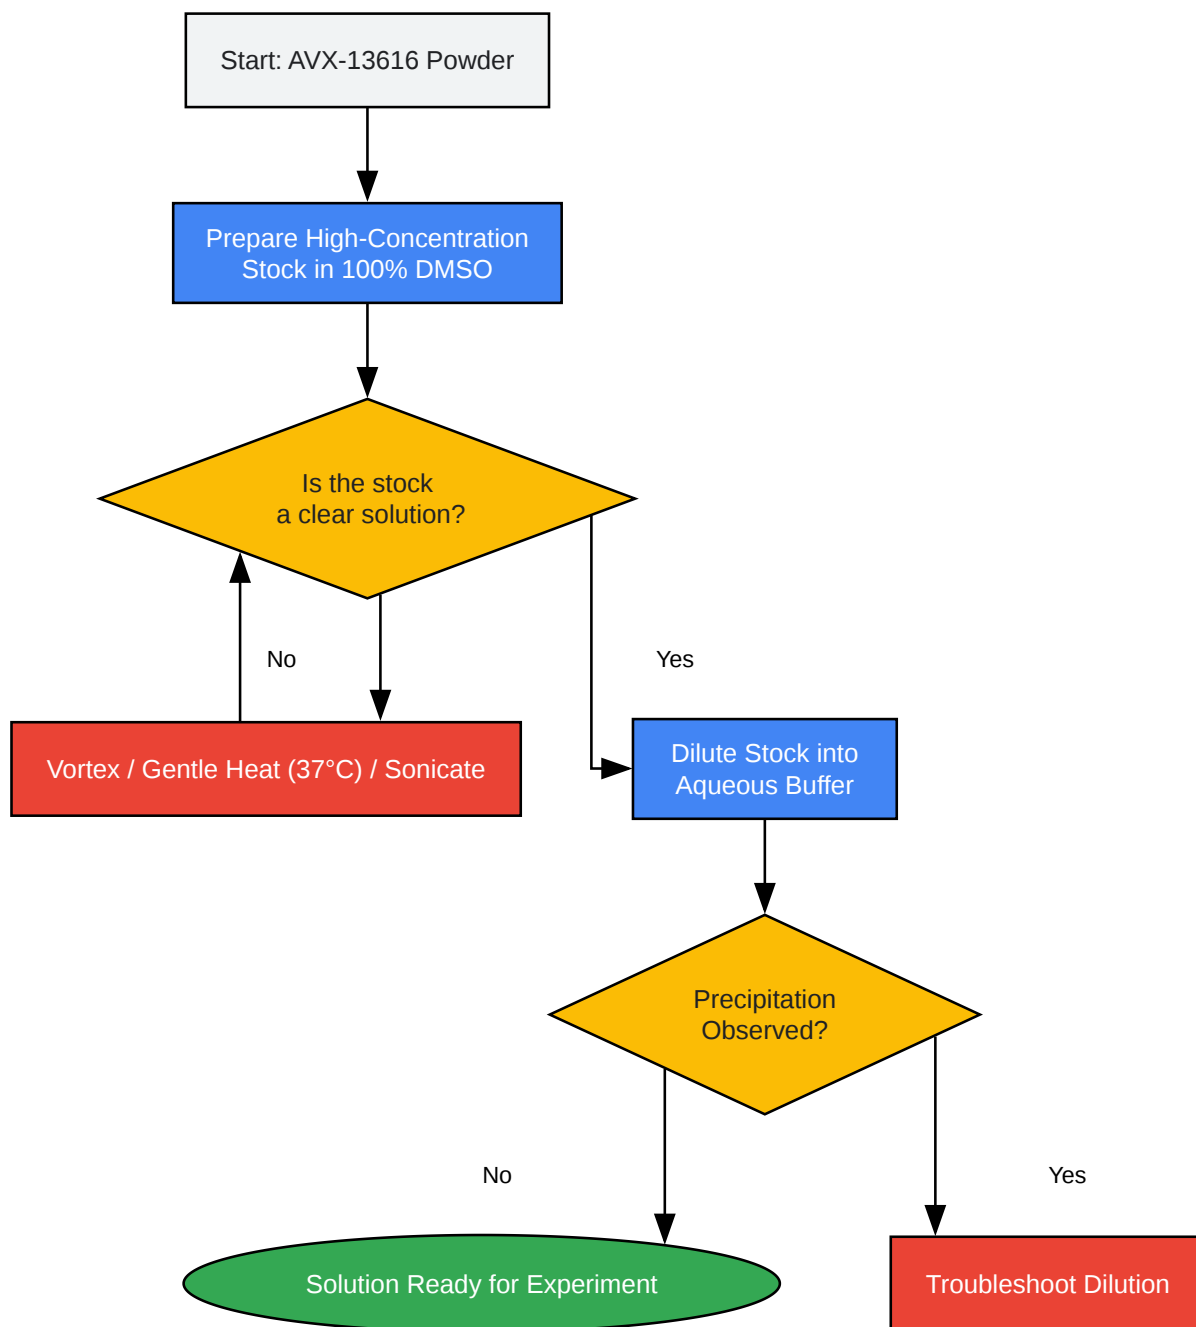 Start: AVX-13616 Powder
Prepare High-Concentration
Stock in 100% DMSO
Is the stock
a clear solution?
No
Yes
Vortex / Gentle Heat (37°C) / Sonicate
Dilute Stock into
Aqueous Buffer
Precipitation
Observed?
No
Yes
Solution Ready for Experiment
Troubleshoot Dilution